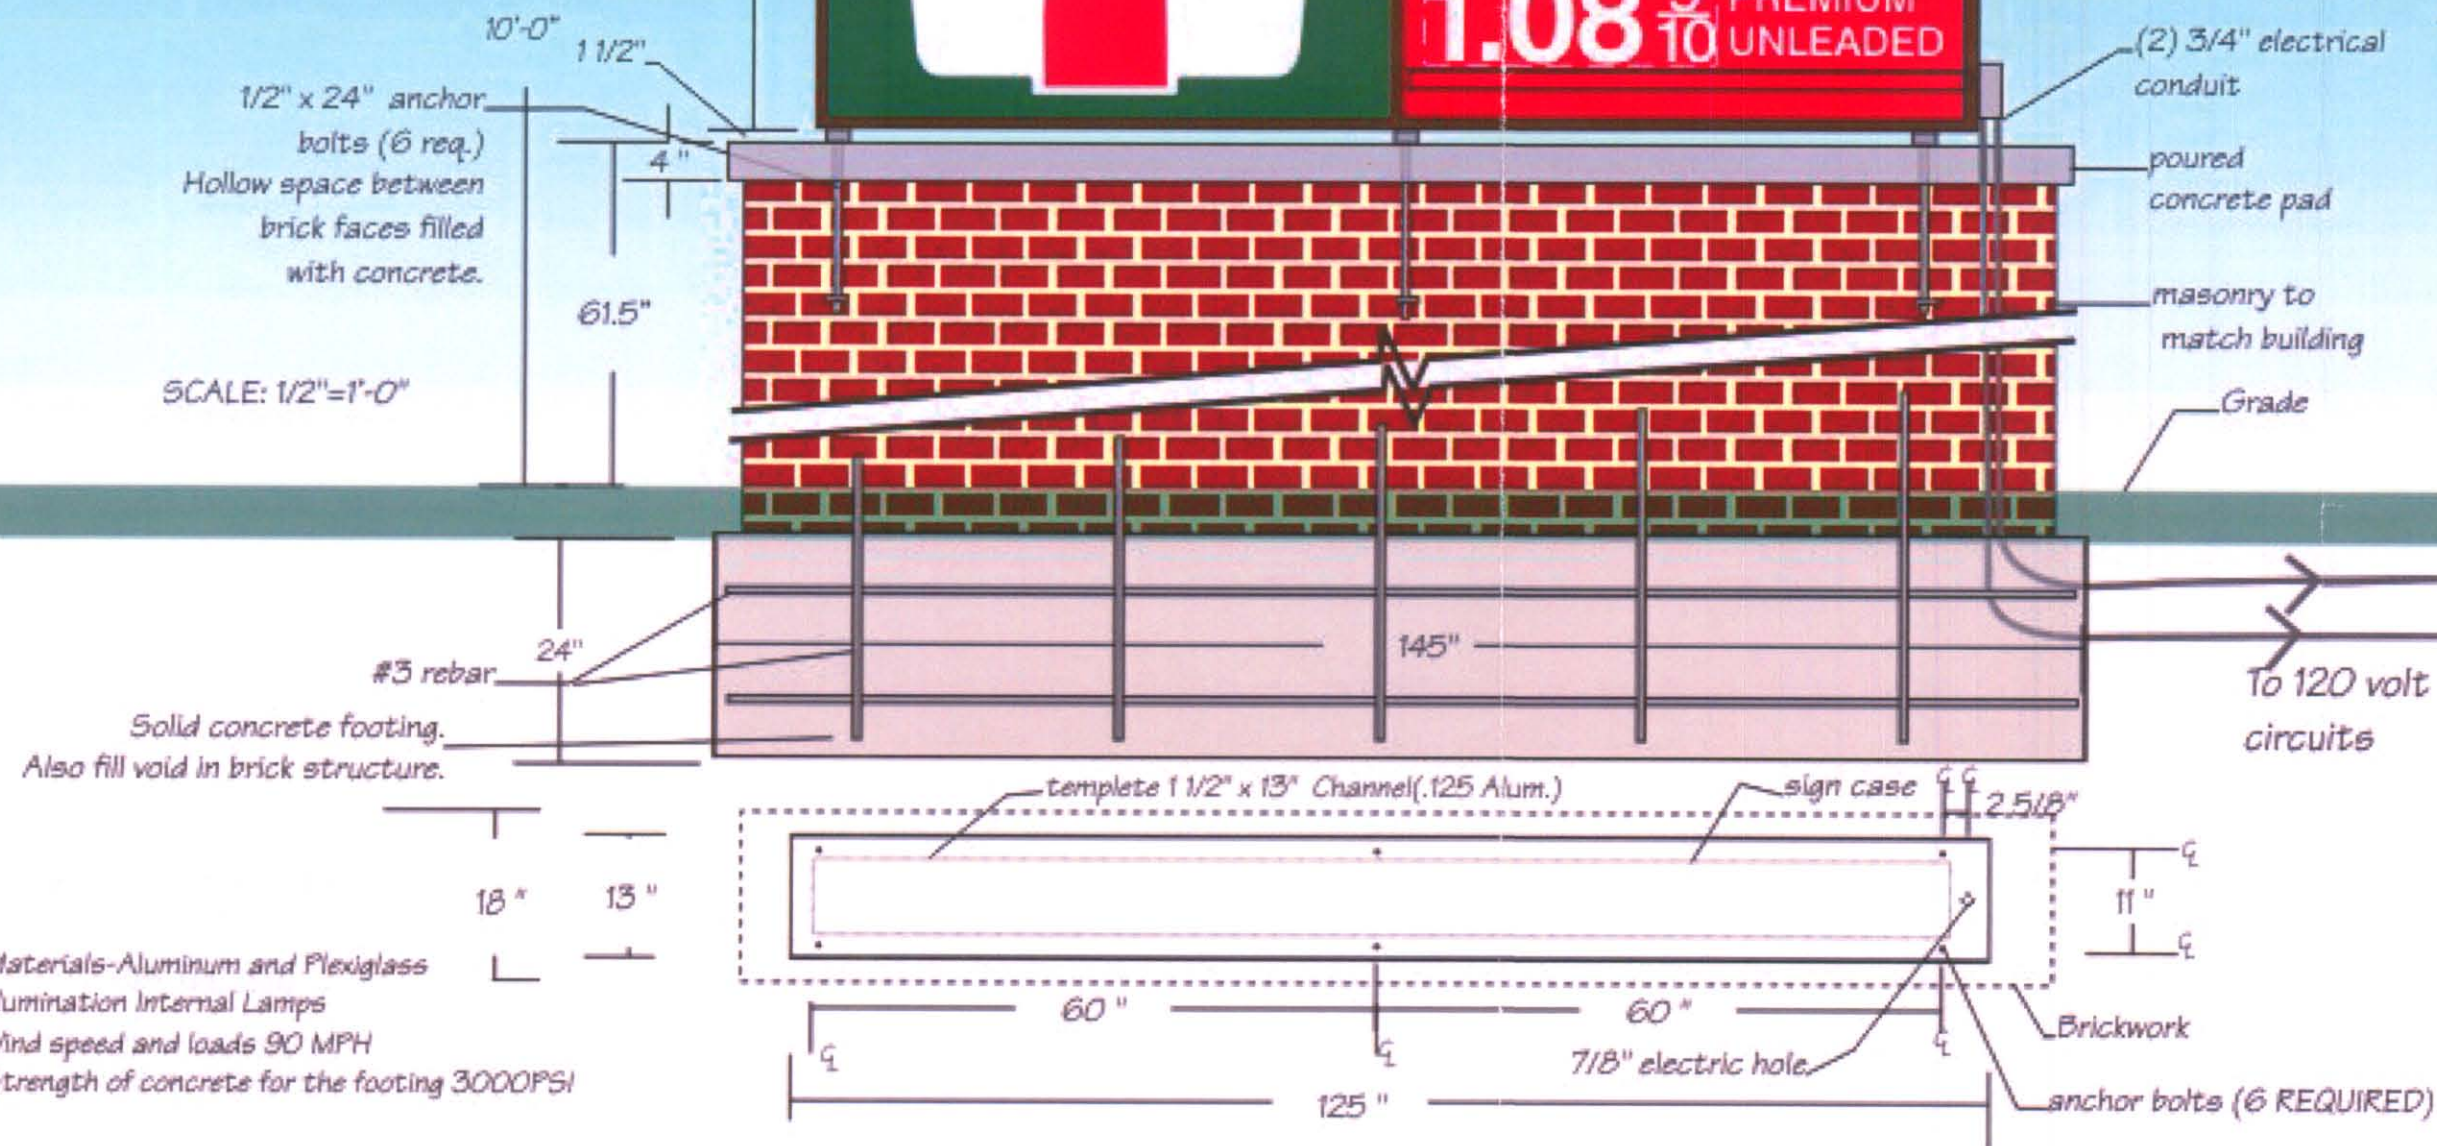 PREMIUM
1.08 9/10 UNLEADED
10'-0"
1 1/2"
1/2" x 24" anchor
bolts (6 req.)
Hollow space between
brick faces filled
with concrete.
4"
61.5"
SCALE: 1/2"=1'-0"
(2) 3/4" electrical
conduit
poured
concrete pad
masonry to
match building
Grade
24"
145"
#3 rebar
Solid concrete footing.
Also fill void in brick structure.
To 120 volt
circuits
templete 1 1/2" x 13" Channel(.125 Alum.)
sign case
℄ ℄
2.5/8"
18 "
13 "
℄
11 "
℄
Materials-Aluminum and Plexiglass
lumination Internal Lamps
Wind speed and loads 90 MPH
trength of concrete for the footing 3000PSI
60 "
60 "
℄
℄
℄
7/8" electric hole
Brickwork
125 "
anchor bolts (6 REQUIRED)